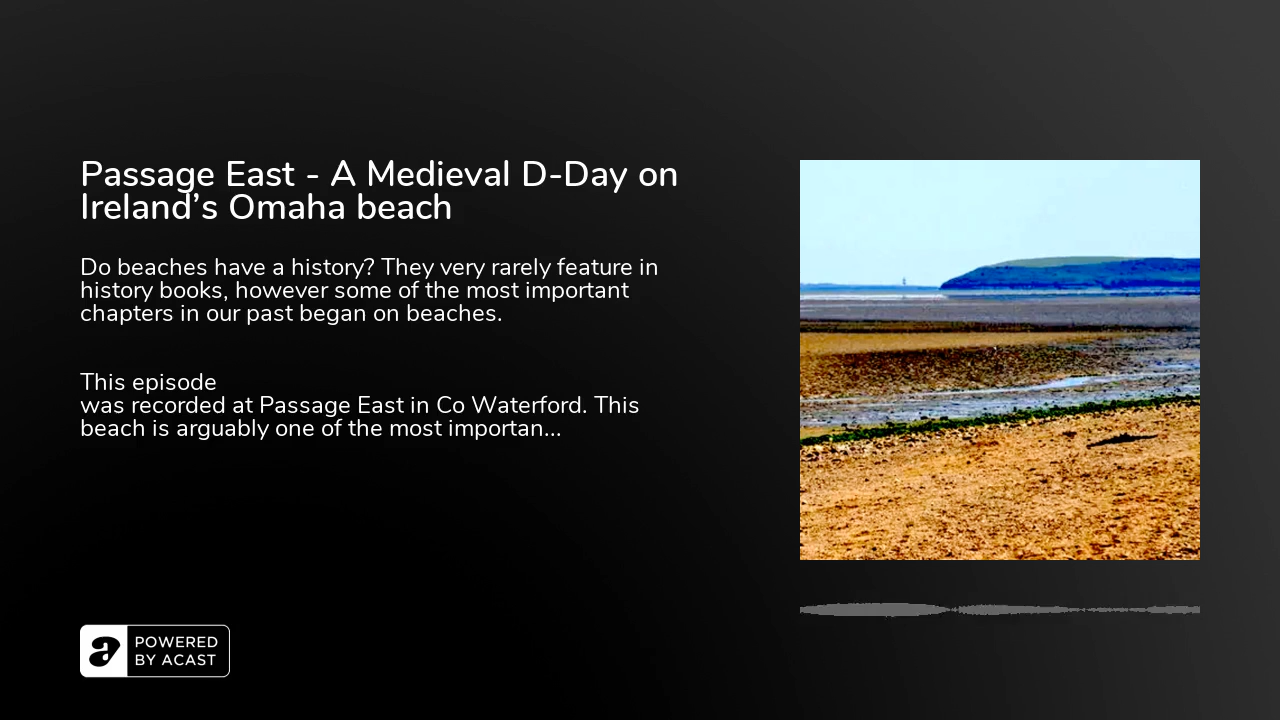 Passage East - A Medieval D-Day on
Ireland’s Omaha beach
Do beaches have a history? They very rarely feature in
history books, however some of the most important
chapters in our past began on beaches.
This episode
was recorded at Passage East in Co Waterford. This
beach is arguably one of the most importan...
a
POWERED
BY ACAST